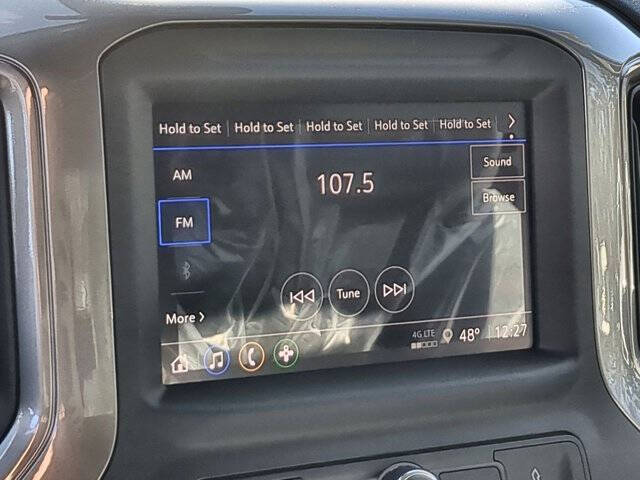 Hold to Set Hold to Set Hold to Set Hold to Set Hold to Set
AM
107.5
Sound
FM
Browse
Tune
More
4G LTE
48° 12:27